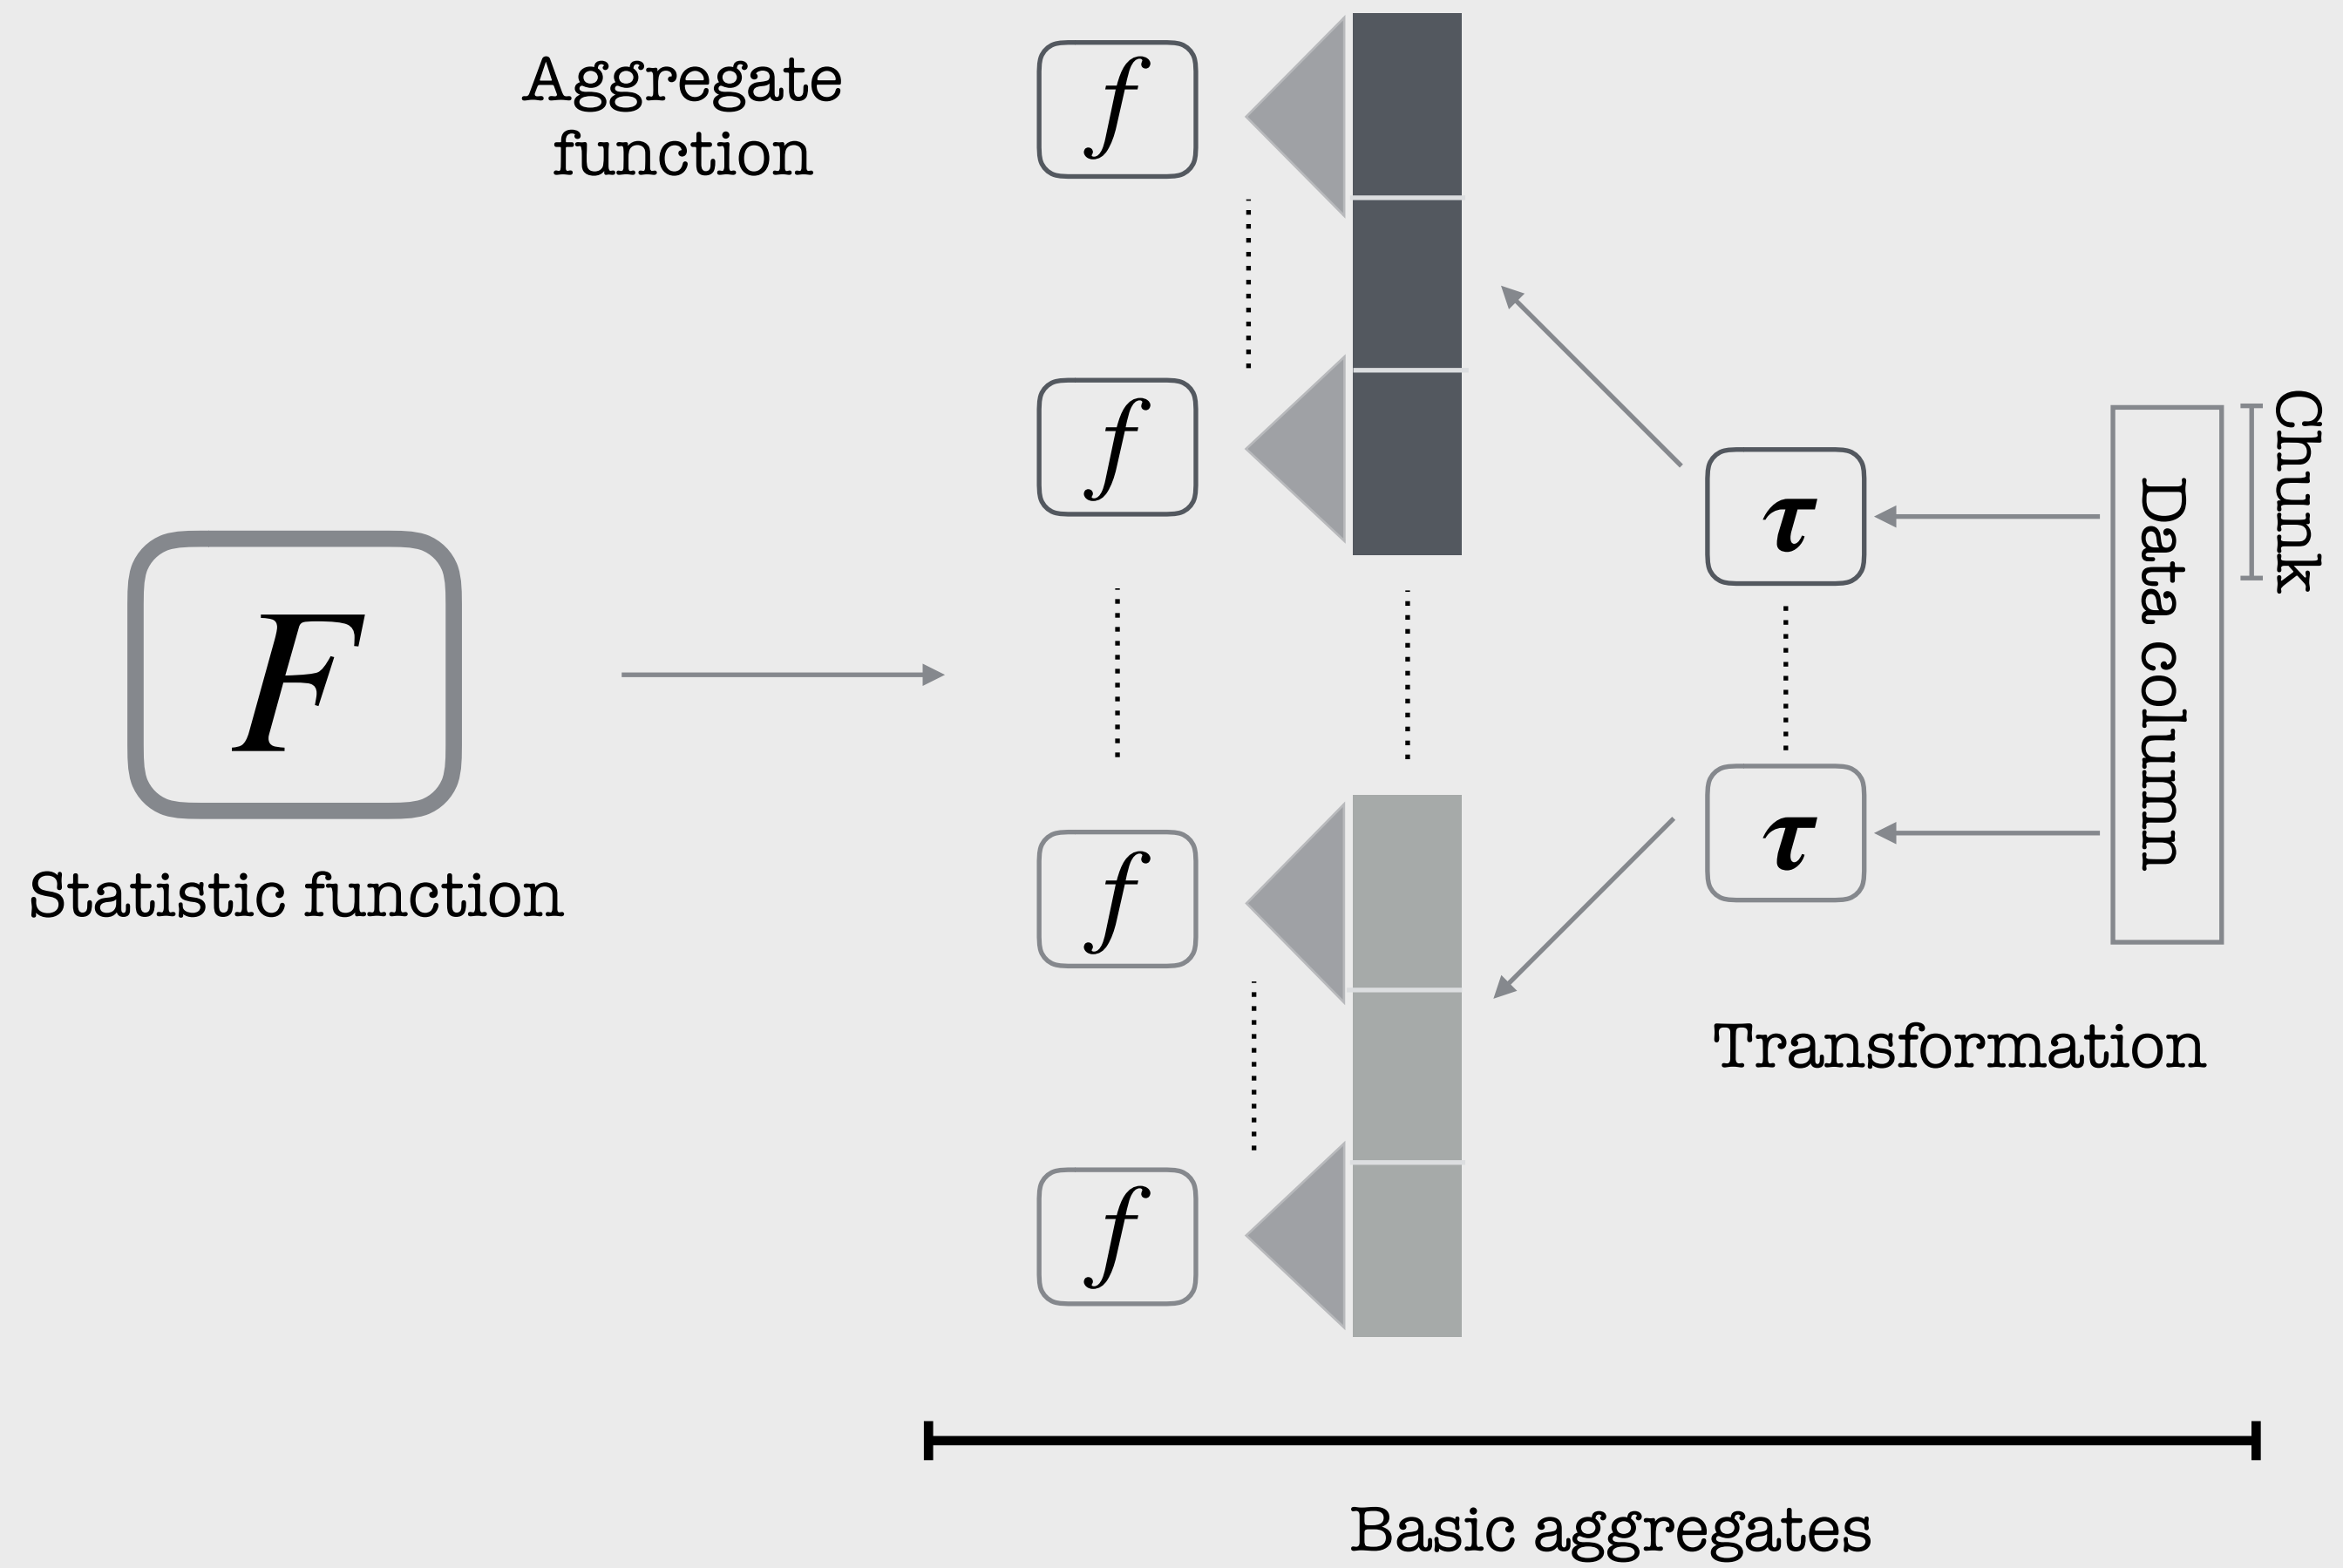 Aggregate
function
f
f
F
Statistic function
f
f
τ
τ
Transformation
Data column
Chunk
Basic aggregates